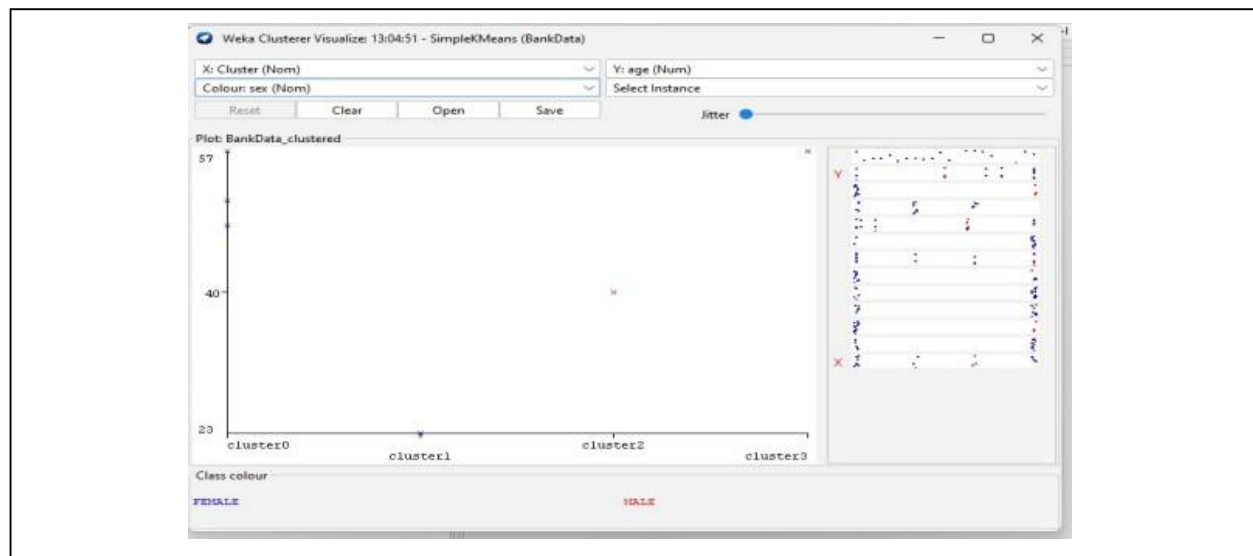 Weka Clusterer Visualize: 13:04:51 - SimpleKMeans (BankData)
X: Cluster (Nom)
Y: age (Num)
Colour: sex (Nom)
Select Instance
Reset Clear Open Save
Jitter
Plot: BankData_clustered
57
40
23
cluster0
cluster1
cluster2
cluster3
Y
X
Class colour
FEMALE
MALE